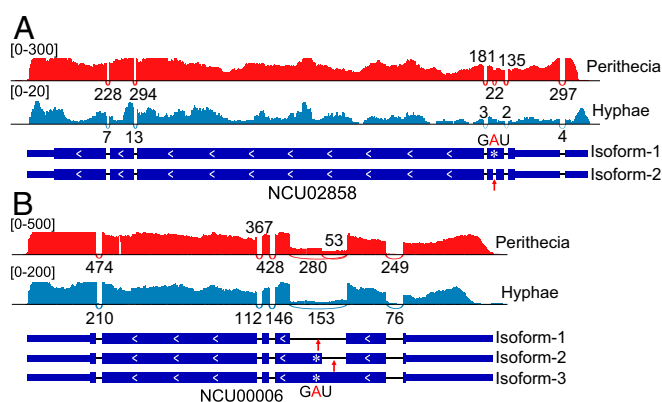 A
[0-300]
181 135
Perithecia
228 294 22 297
[0-20]
Hyphae
3 2
7 13 4
GAU
* Isoform-1
Isoform-2
NCU02858
B
[0-500]
367 53
Perithecia
474 428 280 249
[0-200]
Hyphae
210 112 146 153 76
Isoform-1
* Isoform-2
* Isoform-3
NCU00006 GAU